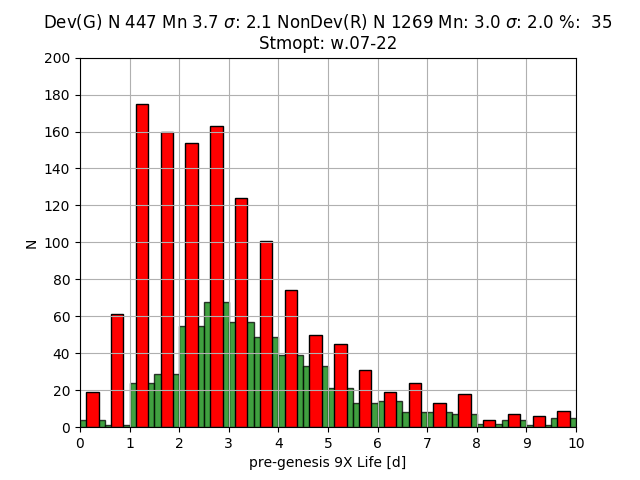 Dev(G) N 447 Mn 3.7 σ: 2.1 NonDev(R) N 1269 Mn: 3.0 σ: 2.0 %: 35
Stmopt: w.07-22
200
180
160
140
120
100
80
60
40
20
0
N
0 1 2 3 4 5 6 7 8 9 10
pre-genesis 9X Life [d]